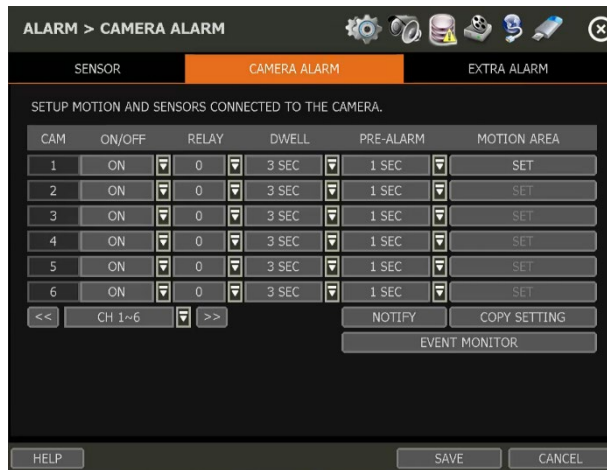 ALARM > CAMERA ALARM
SENSOR CAMERA ALARM EXTRA ALARM
SETUP MOTION AND SENSORS CONNECTED TO THE CAMERA.
CAM ON/OFF RELAY DWELL PRE-ALARM MOTION AREA
1 ON 0 3 SEC 1 SEC SET
2 ON 0 3 SEC 1 SEC SET
3 ON 0 3 SEC 1 SEC SET
4 ON 0 3 SEC 1 SEC SET
5 ON 0 3 SEC 1 SEC SET
6 ON 0 3 SEC 1 SEC SET
<< CH 1~6 >> NOTIFY COPY SETTING
EVENT MONITOR
HELP SAVE CANCEL